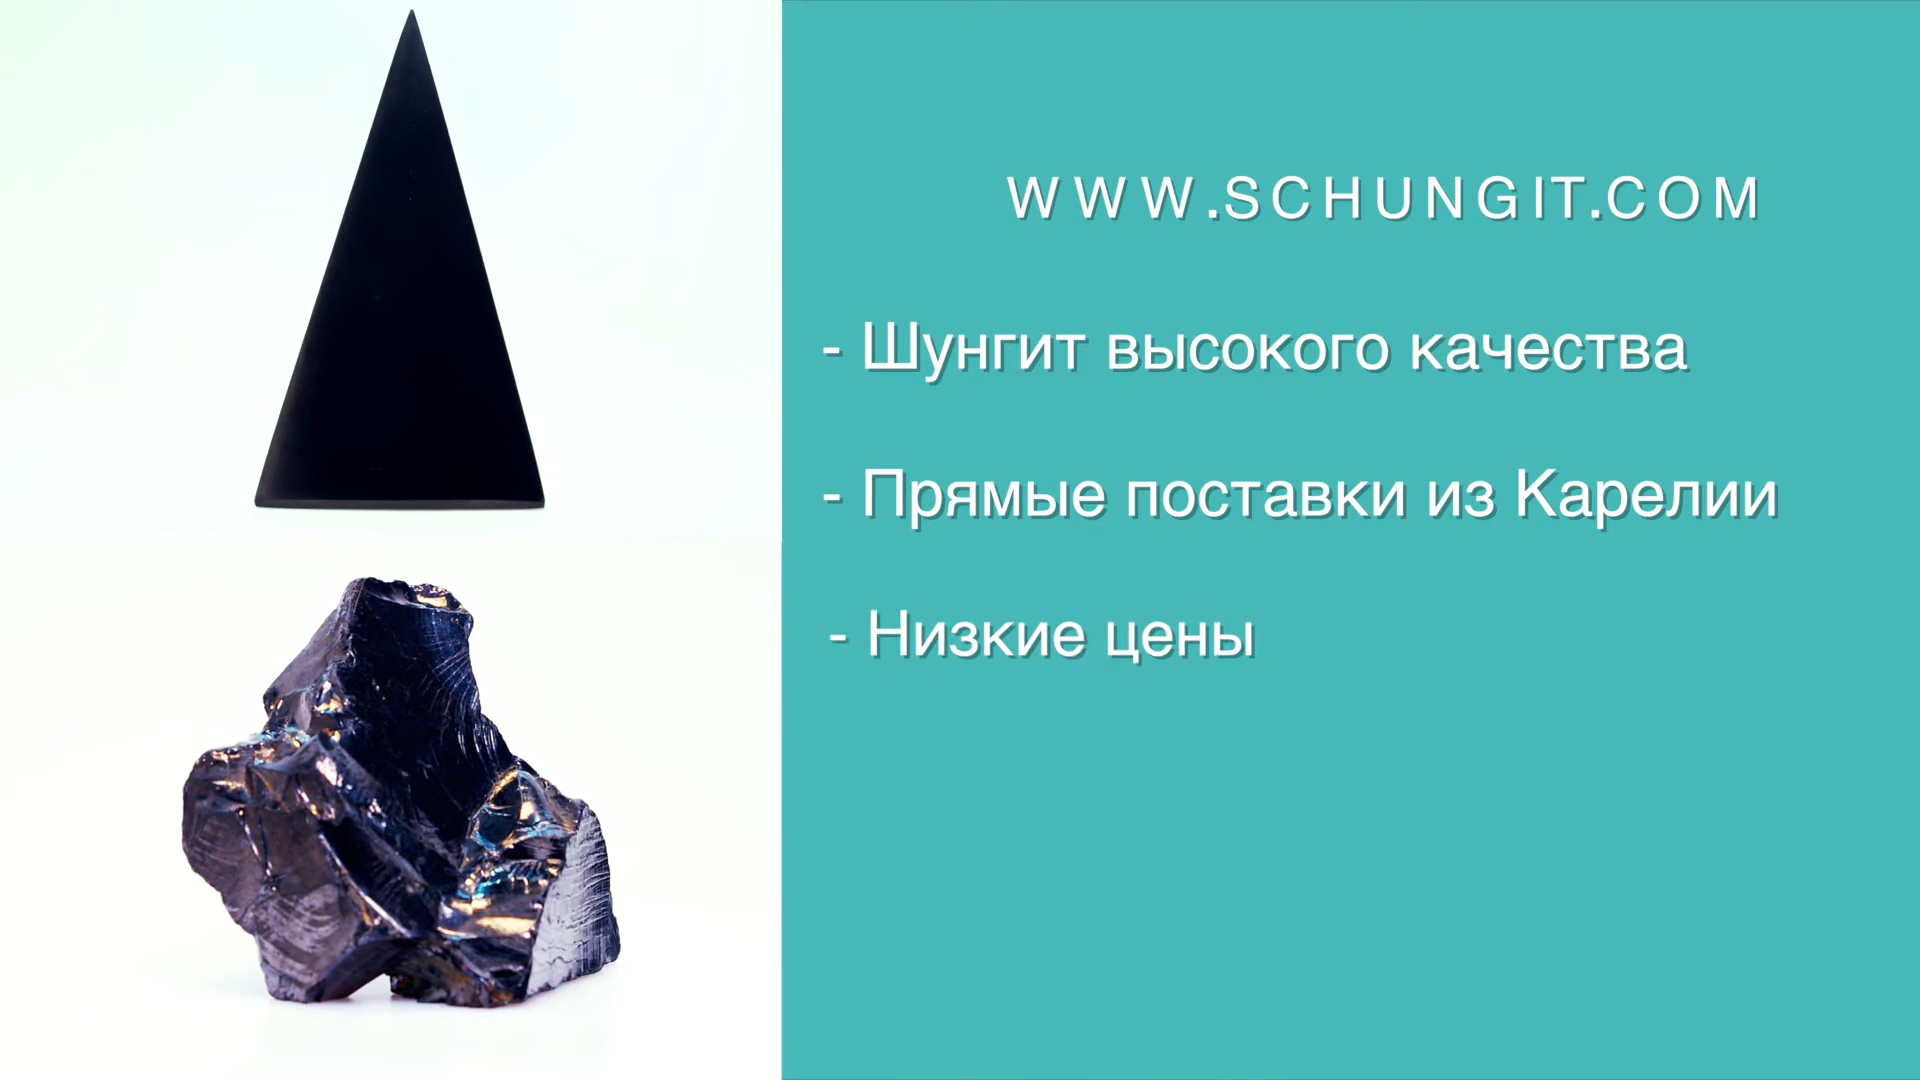 WWW.SCHUNGIT.COM
- Шунгит высокого качества
- Прямые поставки из Карелии
- Низкие цены